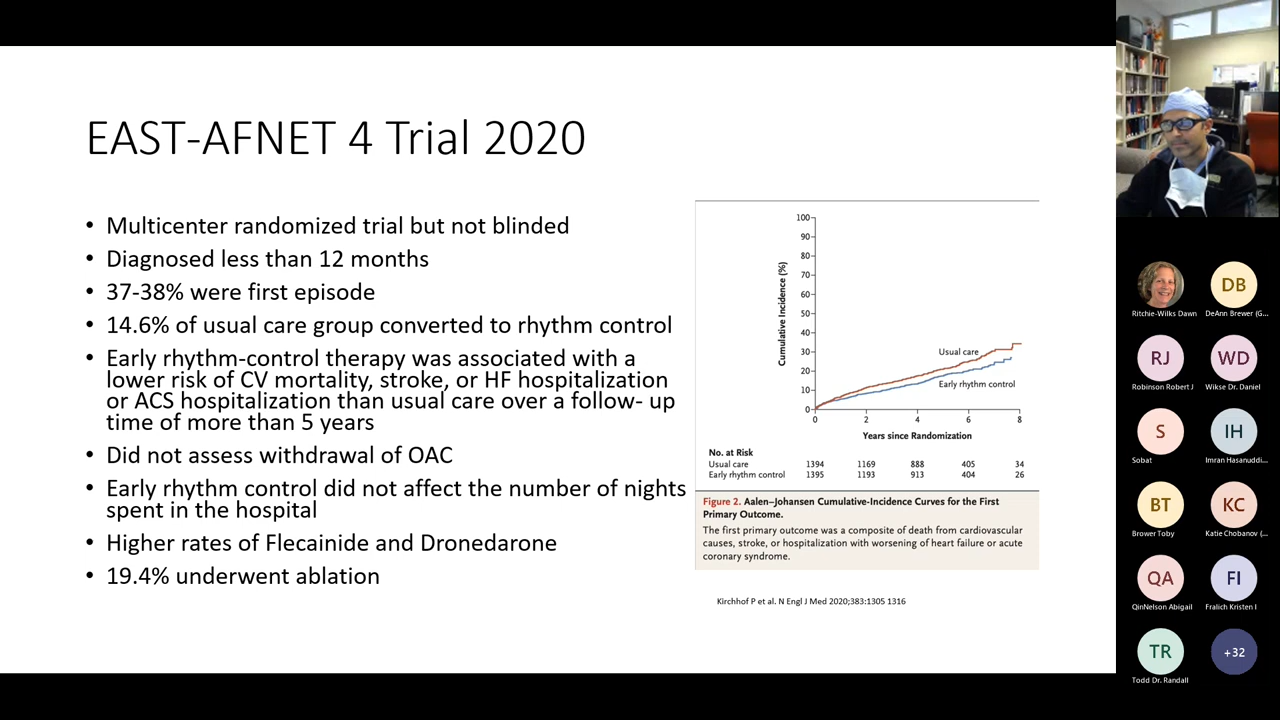 EAST-AFNET 4 Trial 2020
• Multicenter randomized trial but not blinded
• Diagnosed less than 12 months
• 37-38% were first episode
• 14.6% of usual care group converted to rhythm control
• Early rhythm-control therapy was associated with a
lower risk of CV mortality, stroke, or HF hospitalization
or ACS hospitalization than usual care over a follow- up
time of more than 5 years
• Did not assess withdrawal of OAC
• Early rhythm control did not affect the number of nights
spent in the hospital
• Higher rates of Flecainide and Dronedarone
• 19.4% underwent ablation
Cumulative Incidence (%)
100
90
80
70
60
50
40
30
20
10
0
Usual care
Early rhythm control
0 2 4 6 8
Years since Randomization
No. at Risk
Usual care 1394 1169 888 405 34
Early rhythm control 1395 1193 913 404 26
Figure 2. Aalen–Johansen Cumulative-Incidence Curves for the First
Primary Outcome.
The first primary outcome was a composite of death from cardiovascular
causes, stroke, or hospitalization with worsening of heart failure or acute
coronary syndrome.
Kirchhof P et al. N Engl J Med 2020;383:1305 1316
DB
Ritchie-Wilks Dawn
DeAnn Brewer (G...
RJ
WD
Robinson Robert J
Wikse Dr. Daniel
S
IH
Sobat
Imran Hasanuddi...
BT
KC
Brower Toby
Katie Chobanov (...
QA
FI
QinNelson Abigail
Fralich Kristen I
TR
+32
Todd Dr. Randall